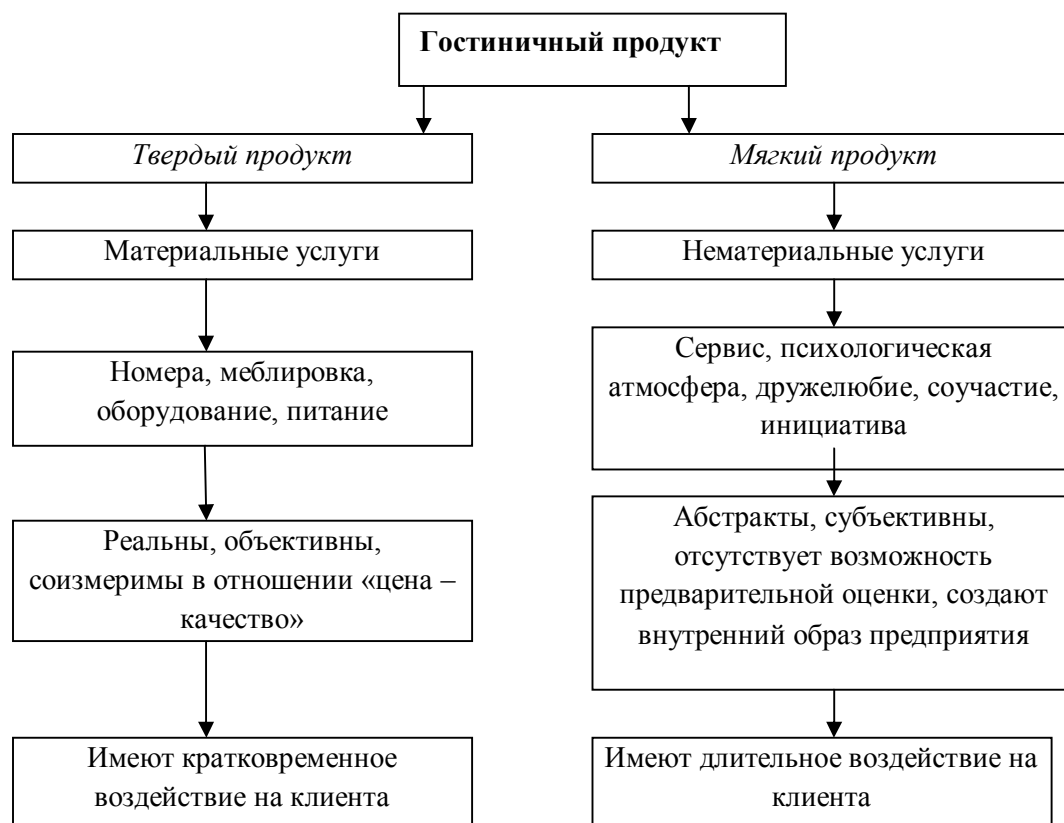 Гостиничный продукт
Твердый продукт
Материальные услуги
Номера, меблировка,
оборудование, питание
Реальны, объективны,
соизмеримы в отношении «цена –
качество»
Имеют кратковременное
воздействие на клиента
Мягкий продукт
Нематериальные услуги
Сервис, психологическая
атмосфера, дружелюбие, соучастие,
инициатива
Абстракты, субъективны,
отсутствует возможность
предварительной оценки, создают
внутренний образ предприятия
Имеют длительное воздействие на
клиента